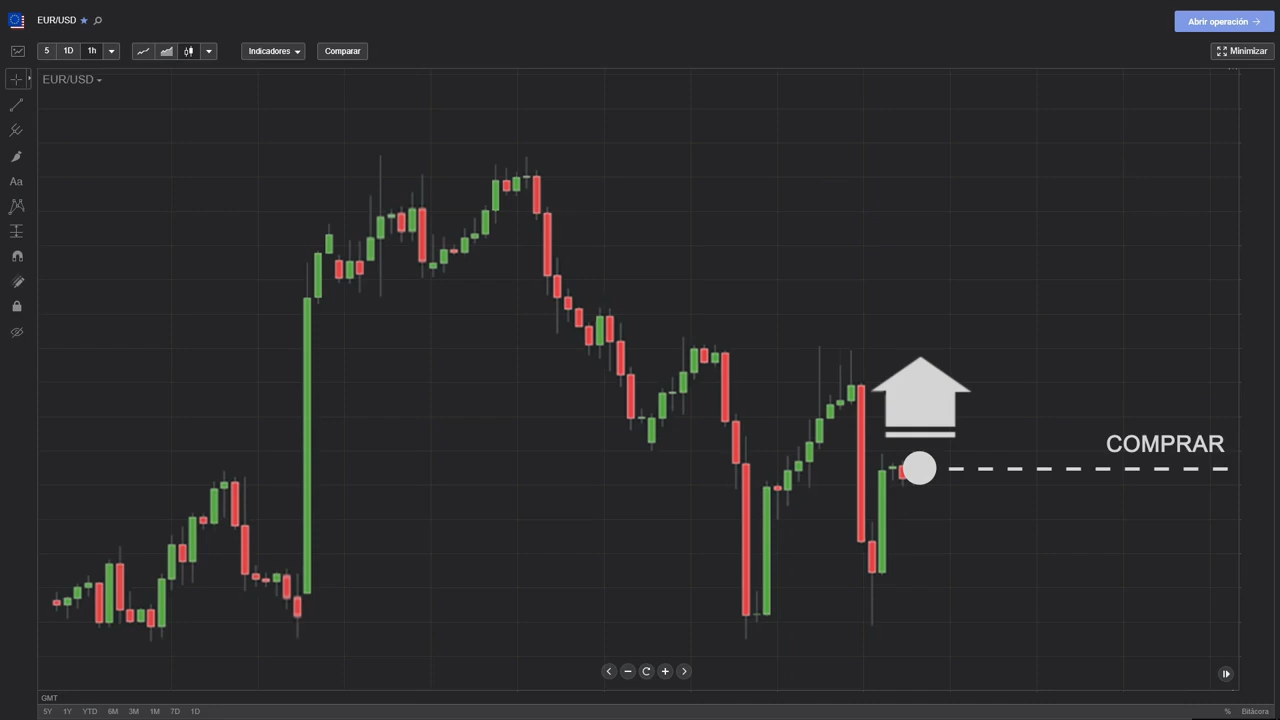 EUR/USD
Abrir operación
5 1D 1h Indicadores Comparar
Minimizar
EUR/USD
Aa
COMPRAR
GMT
5Y 1Y YTD 6M 3M 1M 7D 1D
% Bitácora